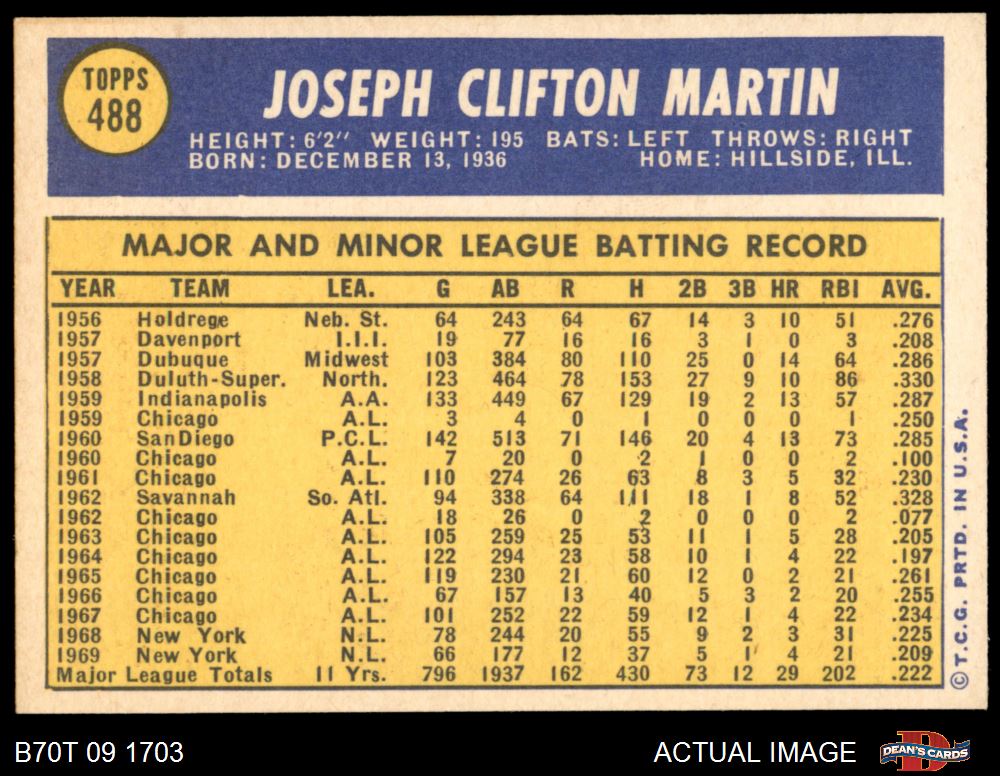 TOPPS
488
JOSEPH CLIFTON MARTIN
HEIGHT: 6'2" WEIGHT: 195 BATS: LEFT THROWS: RIGHT
BORN: DECEMBER 13, 1936 HOME: HILLSIDE, ILL.
MAJOR AND MINOR LEAGUE BATTING RECORD
YEAR TEAM LEA. G AB R H 2B 3B HR RBI AVG.
1956 Holdrege Neb. St. 64 243 64 67 14 3 10 51 .276
1957 Davenport I.I.I. 19 77 16 16 3 1 0 3 .208
1957 Dubuque Midwest 103 384 80 110 25 0 14 64 .286
1958 Duluth-Super. North. 123 464 78 153 27 9 10 86 .330
1959 Indianapolis A.A. 133 449 67 129 19 2 13 57 .287
1959 Chicago A.L. 3 4 0 1 0 0 0 1 .250
1960 San Diego P.C.L. 142 513 71 146 20 4 13 73 .285
1960 Chicago A.L. 7 20 0 2 1 0 0 2 .100
1961 Chicago A.L. 110 274 26 63 8 3 5 32 .230
1962 Savannah So. Atl. 94 338 64 111 18 1 8 52 .328
1962 Chicago A.L. 18 26 0 2 0 0 0 2 .077
1963 Chicago A.L. 105 259 25 53 11 1 5 28 .205
1964 Chicago A.L. 122 294 23 58 10 1 4 22 .197
1965 Chicago A.L. 119 230 21 60 12 0 2 21 .261
1966 Chicago A.L. 67 157 13 40 5 3 2 20 .255
1967 Chicago A.L. 101 252 22 59 12 1 4 22 .234
1968 New York N.L. 78 244 20 55 9 2 3 31 .225
1969 New York N.L. 66 177 12 37 5 1 4 21 .209
Major League Totals 11 Yrs. 796 1937 162 430 73 12 29 202 .222
© T.C.G. PRTD. IN U.S.A.
B70T 09 1703 ACTUAL IMAGE
D
DEAN'S CARDS